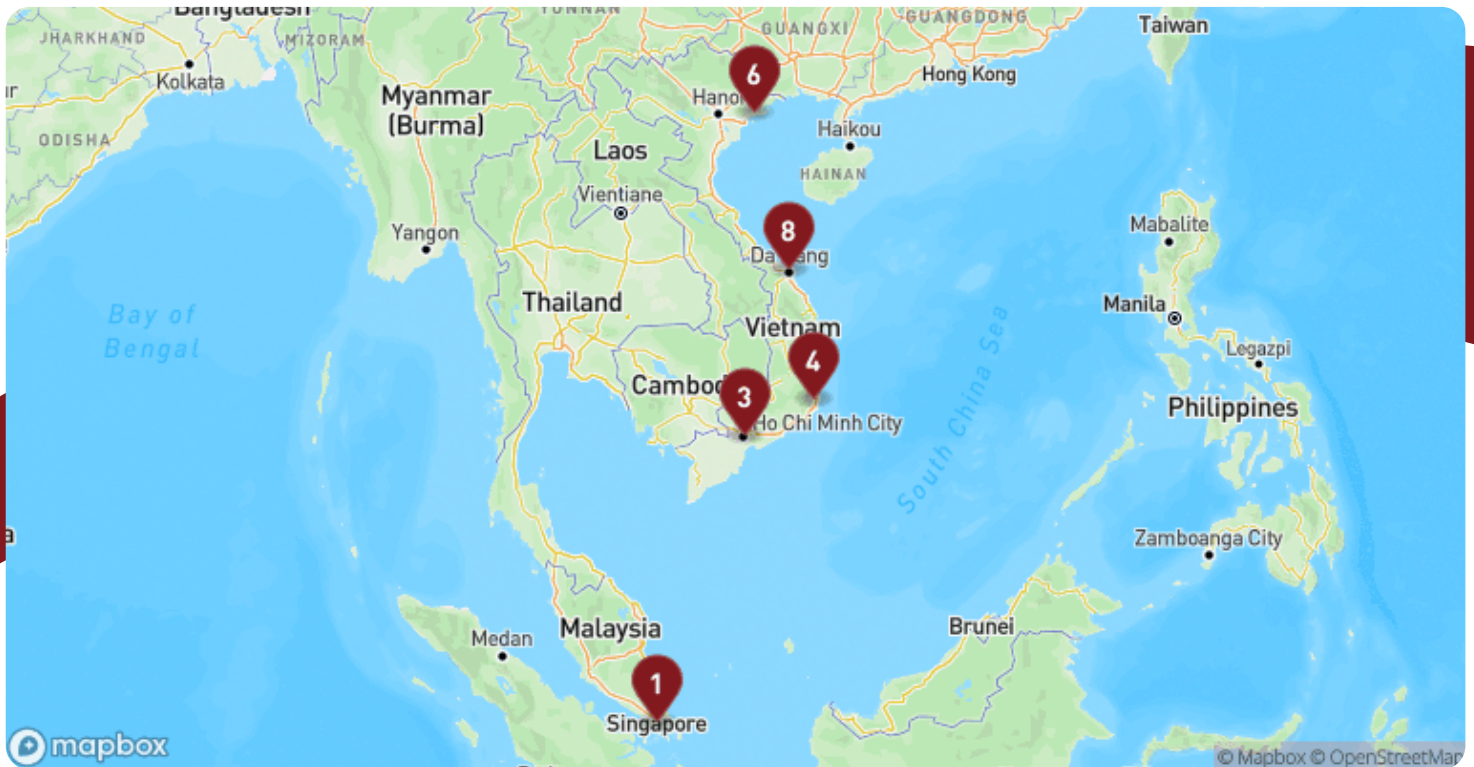 Bangladesh
YUNNAN
GUANGXI
GUANGDONG
Taiwan
JHARKHAND
MIZORAM
Kolkata
Hong Kong
6
Myanmar
(Burma)
Hanoi
ODISHA
Haikou
Laos
HAINAN
Vientiane
Mabalite
Yangon
8
Da Nang
Thailand
Manila
Bay of
Bengal
Vietnam
Legazpi
South China Sea
4
Cambod
3
Philippines
Ho Chi Minh City
Zamboanga City
Malaysia
Brunei
Medan
1
Singapore
mapbox
© Mapbox © OpenStreetMap